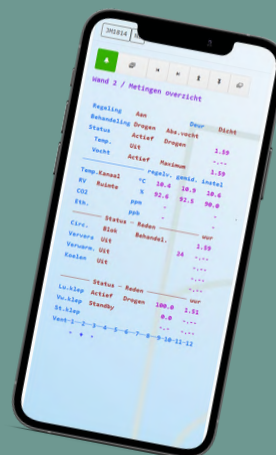 JM1814
Wand 2 / Metingen overzicht
Regeling Aan Deur Dicht
Behandeling Drogen Abs.vocht
Status Actief Drogen 1.59
Temp. Uit -.--
Vocht Actief Maximum 1.59
regelv. gemid. instel
Temp.Kanaal °C 10.4 10.9 10.6
RV Ruimte % 92.6 92.5 90.0
CO2 ppm - -
Eth. ppb - -
Status - Reden uur
Circ. Blok Behandel. 1.59
Ververs Uit 24 -.--
Verwarm. Uit -.--
Koelen Uit -.--
-.--
Status - Reden uur
Lu.klep Actief Drogen 100.0 1.51
Vw.klep Standby 0.0 -.--
St.klep - -.--
Vent-1-2-3-4-5-6-7-8-9-10-11-12